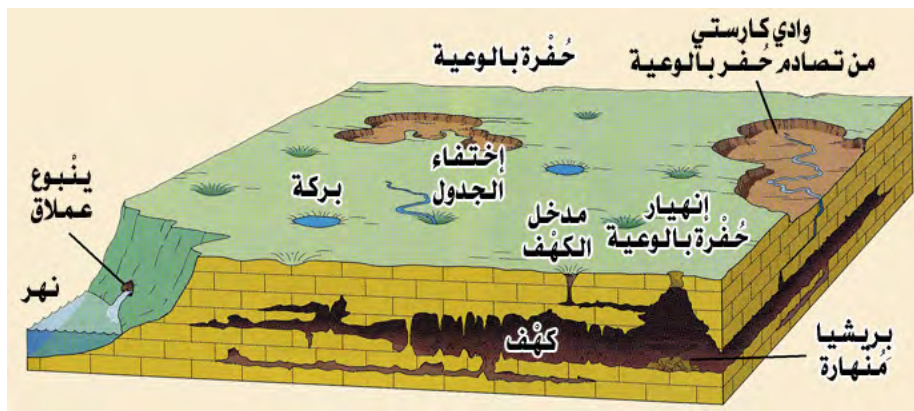 وادي كارستي
من تصادم حُفر بالوعية
حُفْرة بالوعية
إختفاء
الجدول
ينْبوع
عملاق
بركة
إنهيار
حُفْرة بالوعية
مدخل
الكهْف
نهر
كهْف
بريشيا
مُنْهارة